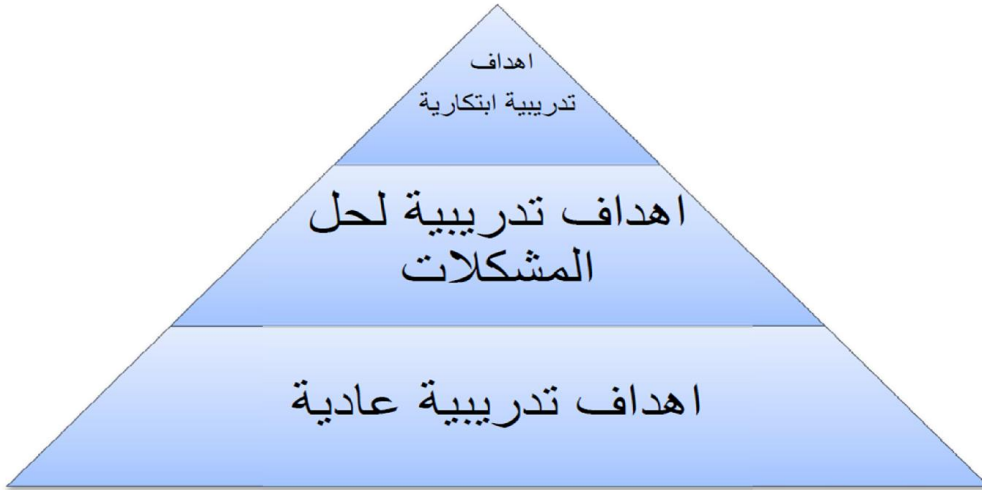 اهداف
تدريبية ابتكارية
اهداف تدريبية لحل
المشكلات
اهداف تدريبية عادية